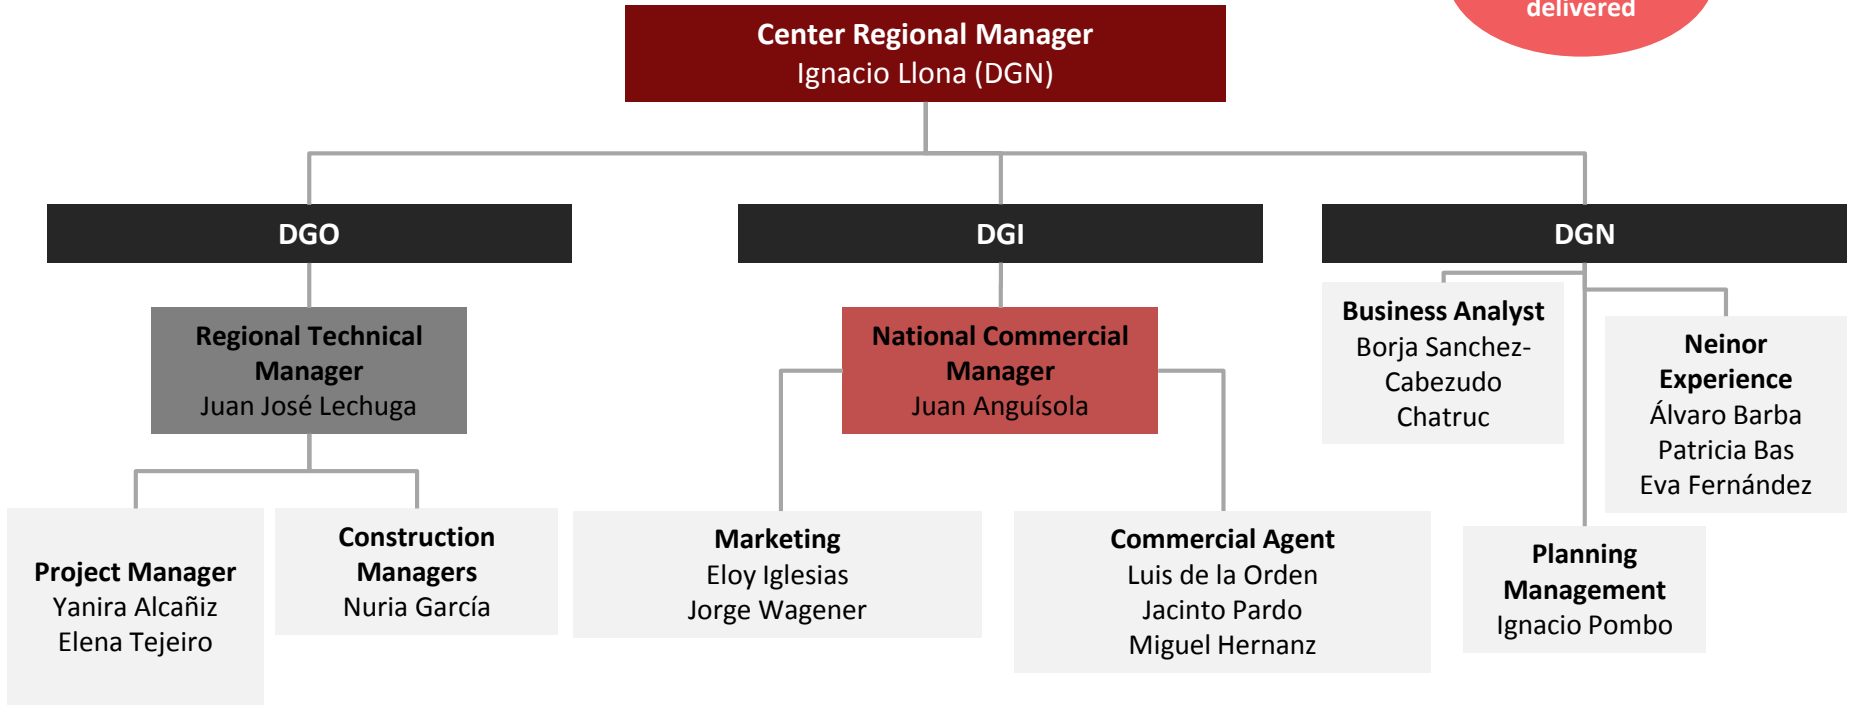 delivered
Center Regional Manager
Ignacio Llona (DGN)
DGO
DGI
DGN
Regional Technical
Manager
Juan José Lechuga
National Commercial
Manager
Juan Anguísola
Business Analyst
Borja Sanchez-
Cabezudo
Chatruc
Neinor
Experience
Álvaro Barba
Patricia Bas
Eva Fernández
Project Manager
Yanira Alcañiz
Elena Tejeiro
Construction
Managers
Nuria García
Marketing
Eloy Iglesias
Jorge Wagener
Commercial Agent
Luis de la Orden
Jacinto Pardo
Miguel Hernanz
Planning
Management
Ignacio Pombo